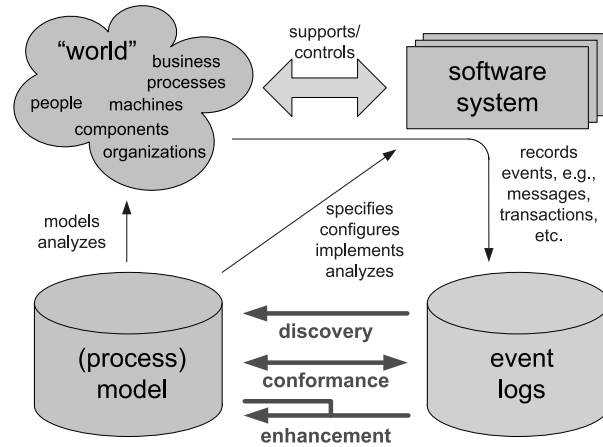 “world”
business
processes
people
machines
components
organizations
supports/
controls
software
system
records
events, e.g.,
messages,
transactions,
etc.
models
analyzes
specifies
configures
implements
analyzes
(process)
model
discovery
conformance
enhancement
event
logs